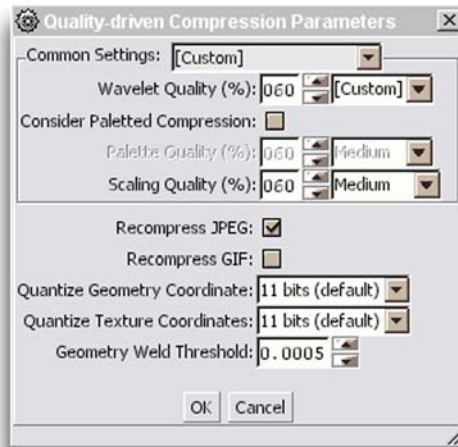 Quality-driven Compression Parameters
Common Settings: [Custom]
Wavelet Quality (%): 060 [Custom]
Consider Paletted Compression:
Palette Quality (%): 060 Medium
Scaling Quality (%): 060 Medium
Recompress JPEG:
Recompress GIF:
Quantize Geometry Coordinate: 11 bits (default)
Quantize Texture Coordinates: 11 bits (default)
Geometry Weld Threshold: 0.0005
OK Cancel